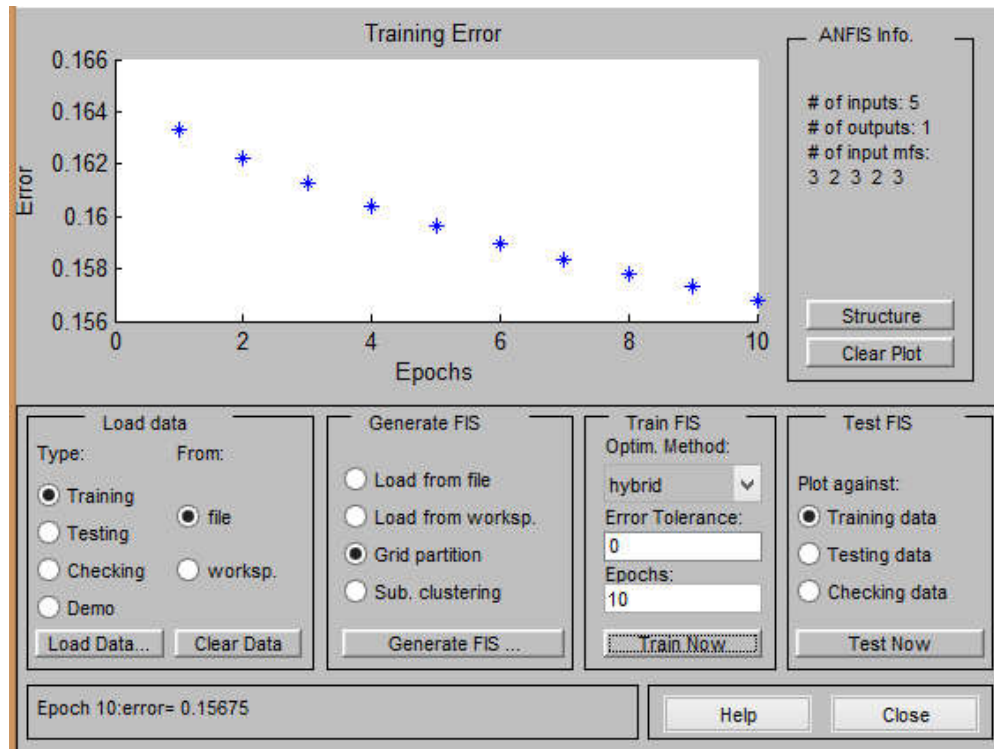 Training Error
0.166
0.164
0.162
0.16
0.158
0.156
Error
0 2 4 6 8 10
Epochs
ANFIS Info.
# of inputs: 5
# of outputs: 1
# of input mfs:
3 2 3 2 3
Structure
Clear Plot
Load data
Type: From:
Training
Testing
Checking
Demo
file
worksp.
Load Data... Clear Data
Generate FIS
Load from file
Load from worksp.
Grid partition
Sub. clustering
Generate FIS ...
Train FIS
Optim. Method:
hybrid
Error Tolerance:
0
Epochs:
10
Train Now
Test FIS
Plot against:
Training data
Testing data
Checking data
Test Now
Epoch 10:error= 0.15675
Help Close